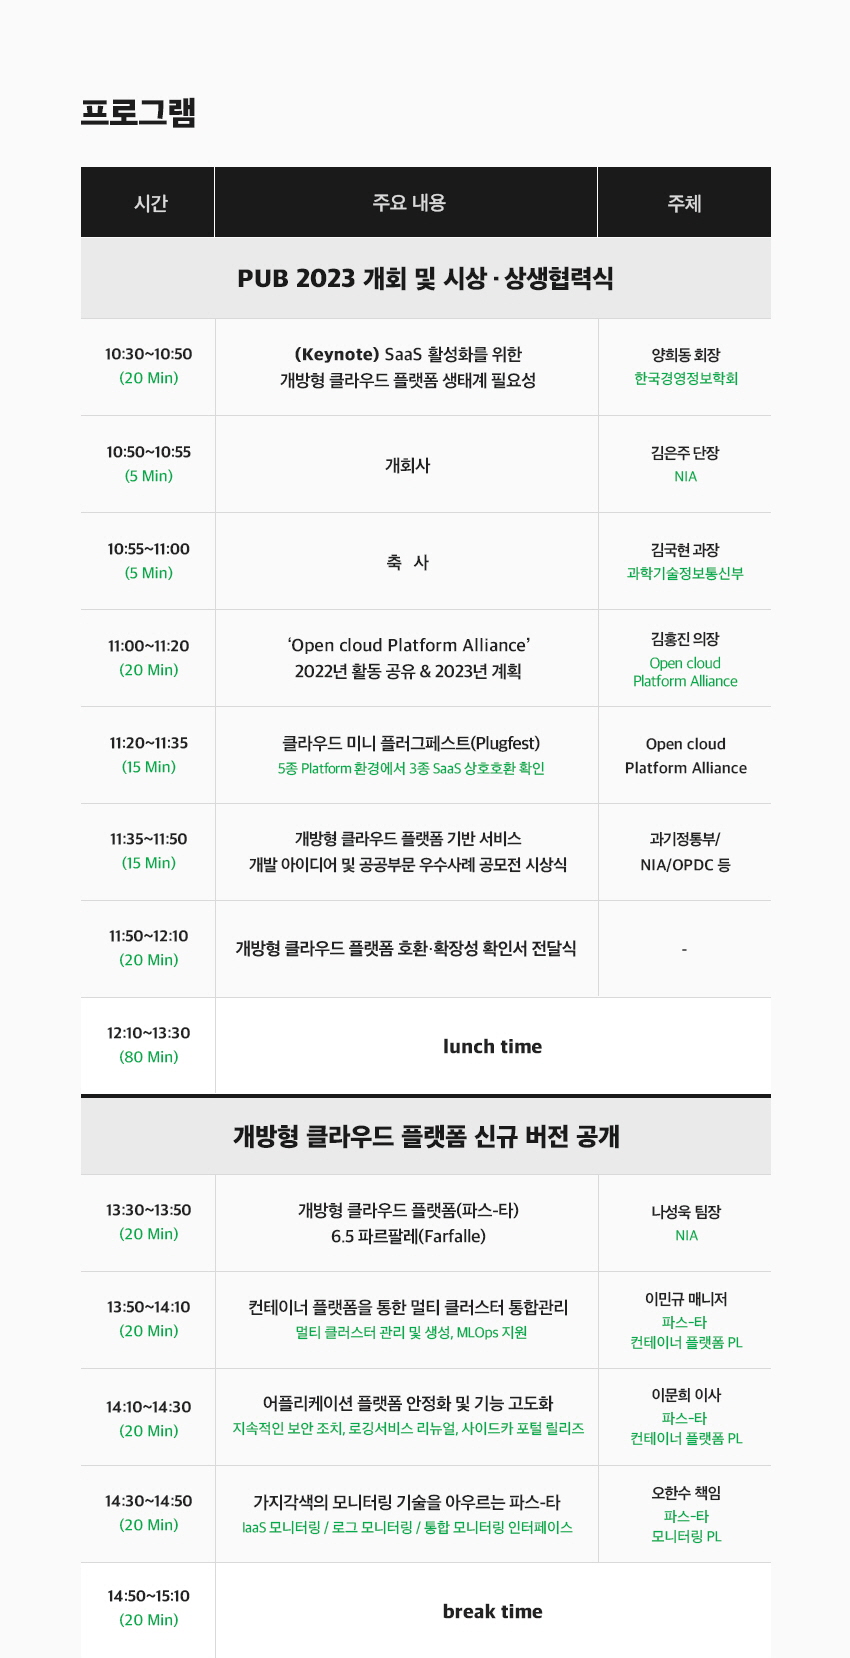 프로그램
시간 주요 내용 주체
PUB 2023 개회 및 시상 · 상생협력식
10:30~10:50
(20 Min)
(Keynote) SaaS 활성화를 위한
개방형 클라우드 플랫폼 생태계 필요성
양희동 회장
한국경영정보학회
10:50~10:55
(5 Min)
개회사
김은주 단장
NIA
10:55~11:00
(5 Min)
축 사
김국현 과장
과학기술정보통신부
11:00~11:20
(20 Min)
‘Open cloud Platform Alliance’
2022년 활동 공유 & 2023년 계획
김홍진 의장
Open cloud
Platform Alliance
11:20~11:35
(15 Min)
클라우드 미니 플러그페스트(Plugfest)
5종 Platform 환경에서 3종 SaaS 상호호환 확인
Open cloud
Platform Alliance
11:35~11:50
(15 Min)
개방형 클라우드 플랫폼 기반 서비스
개발 아이디어 및 공공부문 우수사례 공모전 시상식
과기정통부/
NIA/OPDC 등
11:50~12:10
(20 Min)
개방형 클라우드 플랫폼 호환·확장성 확인서 전달식
-
12:10~13:30
(80 Min)
lunch time
개방형 클라우드 플랫폼 신규 버전 공개
13:30~13:50
(20 Min)
개방형 클라우드 플랫폼(파스-타)
6.5 파르팔레(Farfalle)
나성욱 팀장
NIA
13:50~14:10
(20 Min)
컨테이너 플랫폼을 통한 멀티 클러스터 통합관리
멀티 클러스터 관리 및 생성, MLOps 지원
이민규 매니저
파스-타
컨테이너 플랫폼 PL
14:10~14:30
(20 Min)
어플리케이션 플랫폼 안정화 및 기능 고도화
지속적인 보안 조치, 로깅서비스 리뉴얼, 사이드카 포털 릴리즈
이문희 이사
파스-타
컨테이너 플랫폼 PL
14:30~14:50
(20 Min)
가지각색의 모니터링 기술을 아우르는 파스-타
IaaS 모니터링 / 로그 모니터링 / 통합 모니터링 인터페이스
오한수 책임
파스-타
모니터링 PL
14:50~15:10
(20 Min)
break time